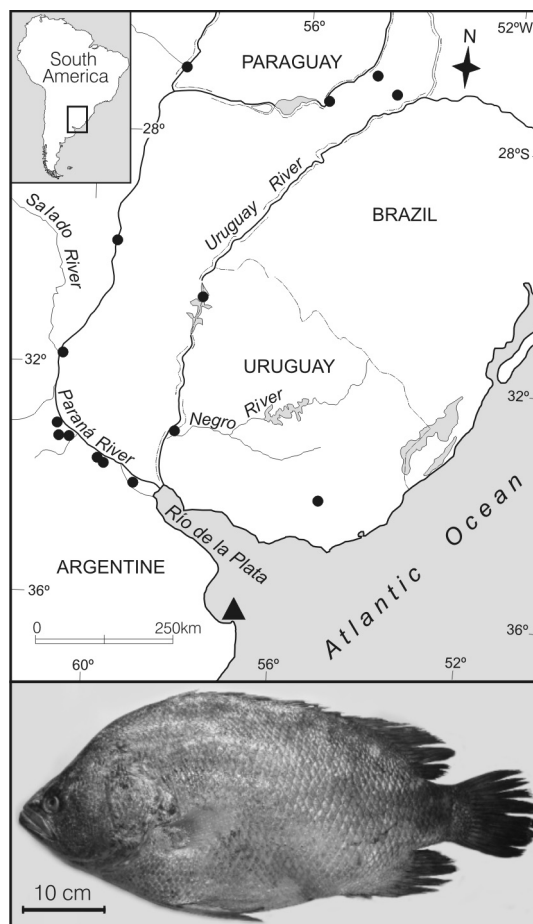 56º
52ºW
South
America
N
PARAGUAY
28º
28ºS
Salado
River
Uruguay River
BRAZIL
32º
URUGUAY
32º
Paraná River
Negro River
Río de la Plata
Atlantic Ocean
ARGENTINE
36º
0 250km
36º
60º
56º
52º
10 cm